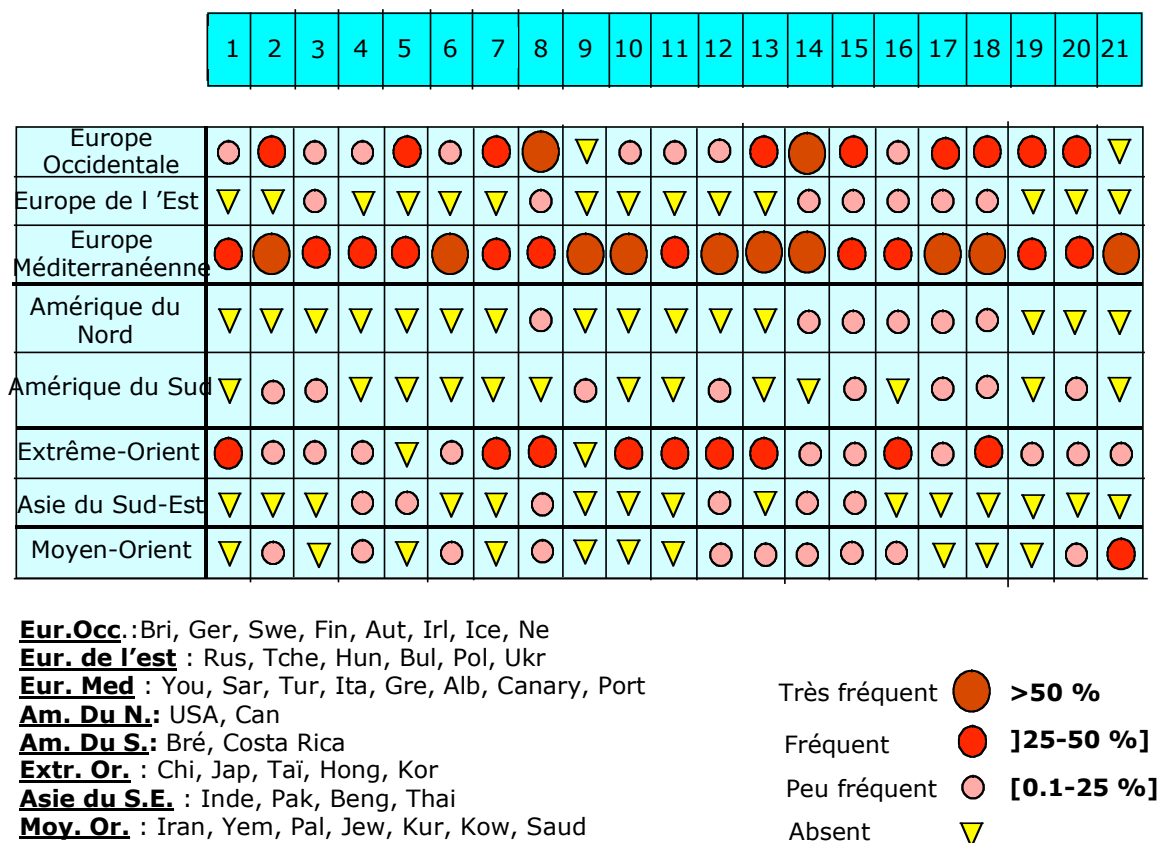 1 2 3 4 5 6 7 8 9 10 11 12 13 14 15 16 17 18 19 20 21
Europe
Occidentale
Europe de l ’Est
Europe
Méditerranéenne
Amérique du
Nord
Amérique du Sud
Extrême-Orient
Asie du Sud-Est
Moyen-Orient
Eur.Occ.:Bri, Ger, Swe, Fin, Aut, Irl, Ice, Ne
Eur. de l’est : Rus, Tche, Hun, Bul, Pol, Ukr
Eur. Med : You, Sar, Tur, Ita, Gre, Alb, Canary, Port
Am. Du N.: USA, Can
Am. Du S.: Bré, Costa Rica
Extr. Or. : Chi, Jap, Taï, Hong, Kor
Asie du S.E. : Inde, Pak, Beng, Thai
Moy. Or. : Iran, Yem, Pal, Jew, Kur, Kow, Saud
Très fréquent >50 %
Fréquent ]25-50 %]
Peu fréquent [0.1-25 %]
Absent